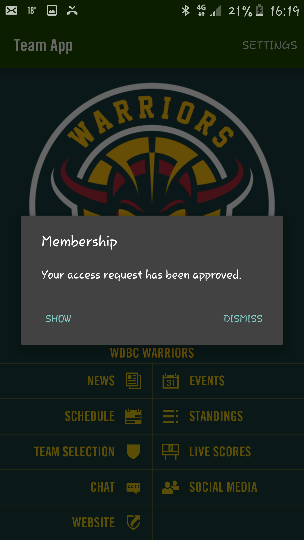 18° 4G 21% 16:19
Team App SETTINGS
WARRIORS
Membership
Your access request has been approved.
SHOW DISMISS
WDBC WARRIORS
NEWS 31 EVENTS
SCHEDULE STANDINGS
TEAM SELECTION LIVE SCORES
CHAT SOCIAL MEDIA
WEBSITE